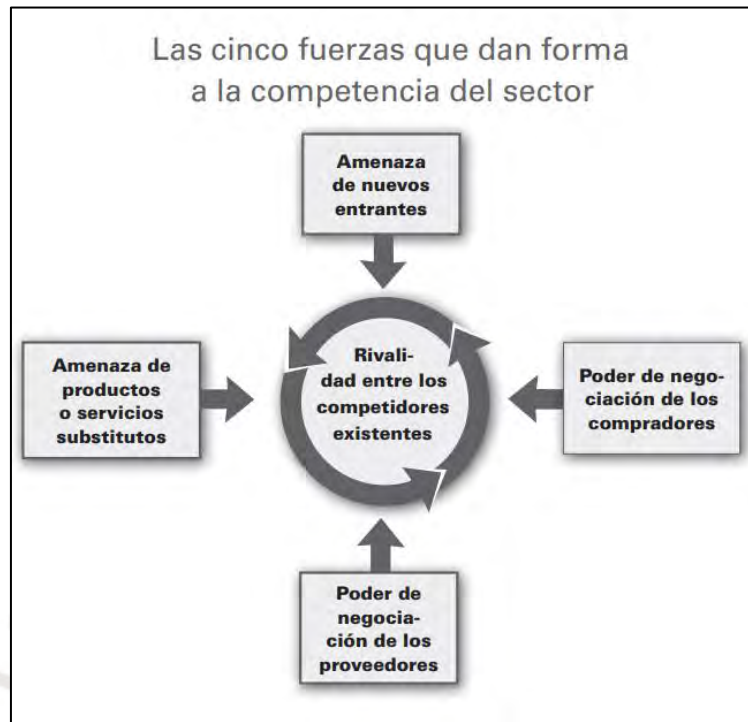 Las cinco fuerzas que dan forma
a la competencia del sector
Amenaza
de nuevos
entrantes
Amenaza de
productos
o servicios
substitutos
Rivali-
dad entre los
competidores
existentes
Poder de nego-
ciación de los
compradores
Poder de
negocia-
ción de los
proveedores